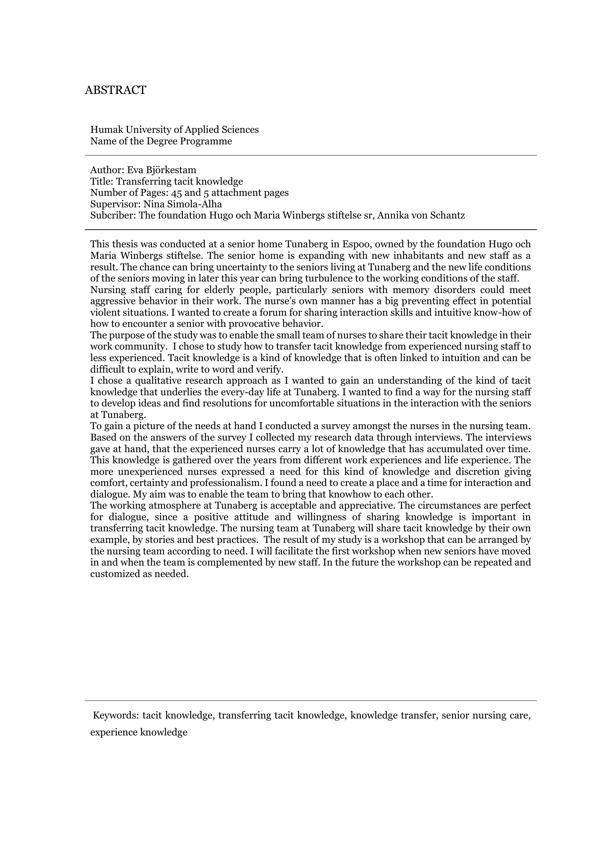 ABSTRACT
Humak University of Applied Sciences
Name of the Degree Programme
Author: Eva Björkestam
Title: Transferring tacit knowledge
Number of Pages: 45 and 5 attachment pages
Supervisor: Nina Simola-Alha
Subcriber: The foundation Hugo och Maria Winbergs stiftelse sr, Annika von Schantz
This thesis was conducted at a senior home Tunaberg in Espoo, owned by the foundation Hugo och
Maria Winbergs stiftelse. The senior home is expanding with new inhabitants and new staff as a
result. The chance can bring uncertainty to the seniors living at Tunaberg and the new life conditions
of the seniors moving in later this year can bring turbulence to the working conditions of the staff.
Nursing staff caring for elderly people, particularly seniors with memory disorders could meet
aggressive behavior in their work. The nurse's own manner has a big preventing effect in potential
violent situations. I wanted to create a forum for sharing interaction skills and intuitive know-how of
how to encounter a senior with provocative behavior.
The purpose of the study was to enable the small team of nurses to share their tacit knowledge in their
work community. I chose to study how to transfer tacit knowledge from experienced nursing staff to
less experienced. Tacit knowledge is a kind of knowledge that is often linked to intuition and can be
difficult to explain, write to word and verify.
I chose a qualitative research approach as I wanted to gain an understanding of the kind of tacit
knowledge that underlies the every-day life at Tunaberg. I wanted to find a way for the nursing staff
to develop ideas and find resolutions for uncomfortable situations in the interaction with the seniors
at Tunaberg.
To gain a picture of the needs at hand I conducted a survey amongst the nurses in the nursing team.
Based on the answers of the survey I collected my research data through interviews. The interviews
gave at hand, that the experienced nurses carry a lot of knowledge that has accumulated over time.
This knowledge is gathered over the years from different work experiences and life experience. The
more unexperienced nurses expressed a need for this kind of knowledge and discretion giving
comfort, certainty and professionalism. I found a need to create a place and a time for interaction and
dialogue. My aim was to enable the team to bring that knowhow to each other.
The working atmosphere at Tunaberg is acceptable and appreciative. The circumstances are perfect
for dialogue, since a positive attitude and willingness of sharing knowledge is important in
transferring tacit knowledge. The nursing team at Tunaberg will share tacit knowledge by their own
example, by stories and best practices. The result of my study is a workshop that can be arranged by
the nursing team according to need. I will facilitate the first workshop when new seniors have moved
in and when the team is complemented by new staff. In the future the workshop can be repeated and
customized as needed.
Keywords: tacit knowledge, transferring tacit knowledge, knowledge transfer, senior nursing care,
experience knowledge